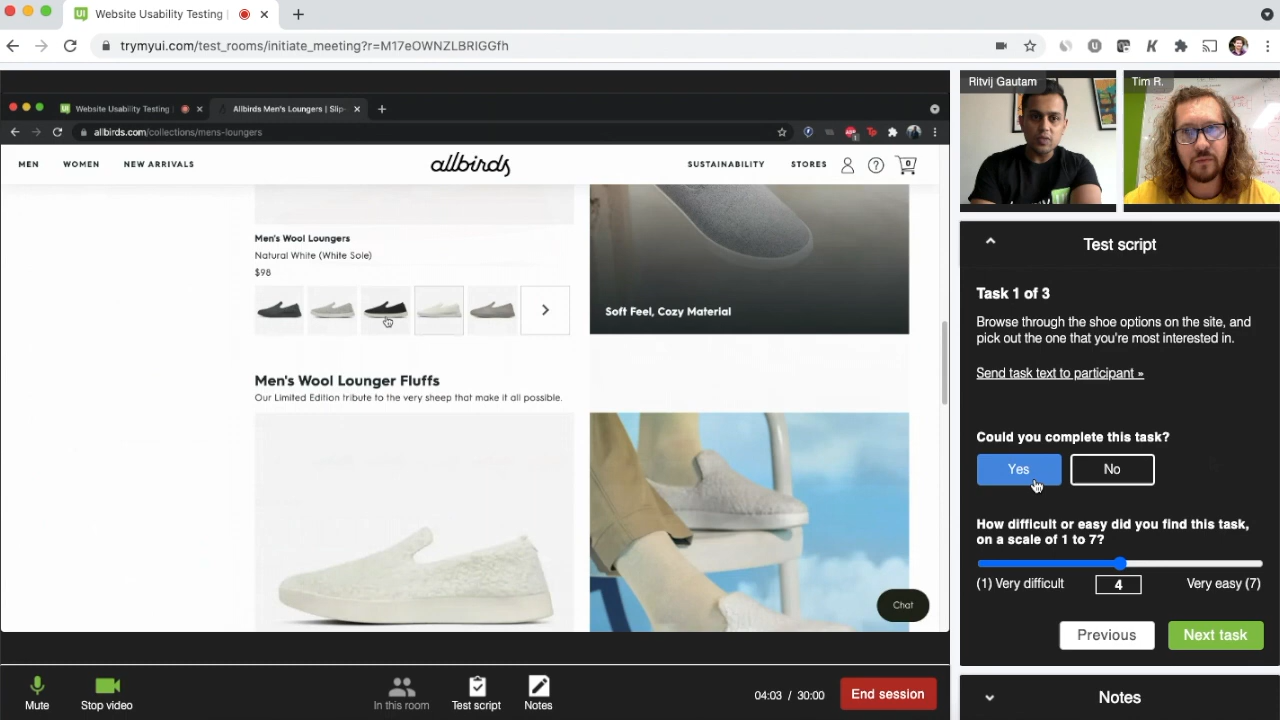 Website Usability Testing
trymyui.com/test_rooms/initiate_meeting?r=M17eOWNZLBRIGGfh
Website Usability Testing
Allbirds Men's Loungers | Slip-
allbirds.com/collections/mens-loungers
MEN WOMEN NEW ARRIVALS
allbirds
SUSTAINABILITY STORES
0
Men's Wool Loungers
Natural White (White Sole)
$98
Soft Feel, Cozy Material
Men's Wool Lounger Fluffs
Our Limited Edition tribute to the very sheep that make it all possible.
Chat
Mute
Stop video
In this room
Test script
Notes
04:03 / 30:00
End session
Ritvij Gautam
Tim R.
Test script
Task 1 of 3
Browse through the shoe options on the site, and
pick out the one that you're most interested in.
Send task text to participant »
Could you complete this task?
Yes No
How difficult or easy did you find this task,
on a scale of 1 to 7?
(1) Very difficult 4 Very easy (7)
Previous Next task
Notes